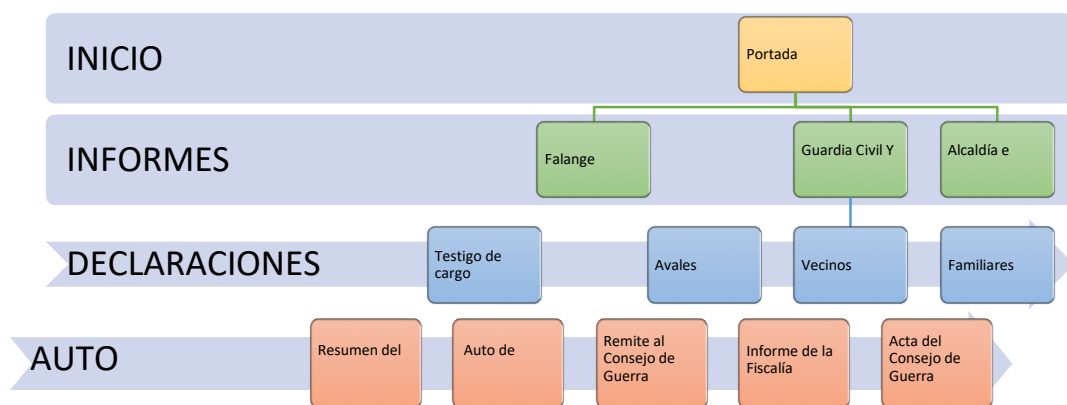 INICIO
Portada
INFORMES
Falange
Guardia Civil Y
Alcaldía e
DECLARACIONES
Testigo de
cargo
Avales
Vecinos
Familiares
AUTO
Resumen del
Auto de
Remite al
Consejo de
Guerra
Informe de la
Fiscalía
Acta del
Consejo de
Guerra